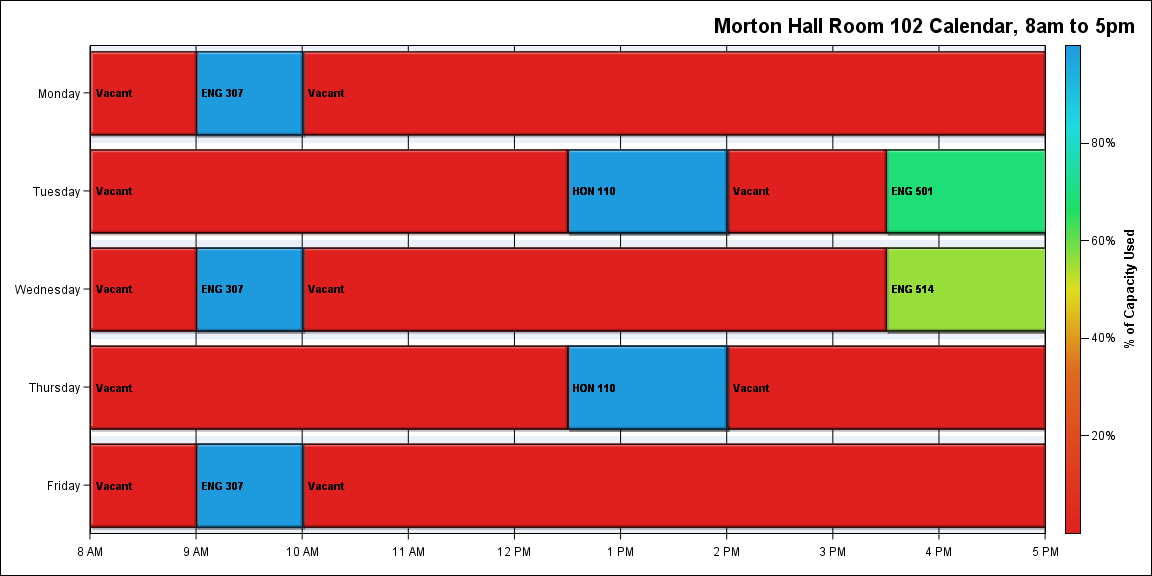 Morton Hall Room 102 Calendar, 8am to 5pm
Monday
Vacant
ENG 307
Vacant
Tuesday
Vacant
HON 110
Vacant
ENG 501
Wednesday
Vacant
ENG 307
Vacant
ENG 514
Thursday
Vacant
HON 110
Vacant
Friday
Vacant
ENG 307
Vacant
8 AM
9 AM
10 AM
11 AM
12 PM
1 PM
2 PM
3 PM
4 PM
5 PM
80%
60%
40%
20%
% of Capacity Used